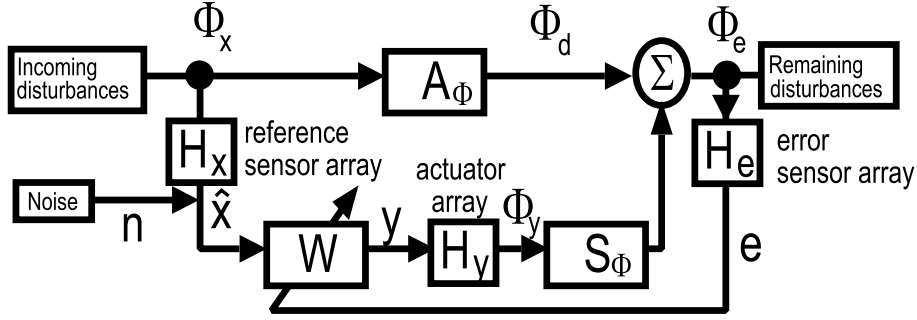 Φx
Φd
Φe
Incoming
disturbances
AΦ
Σ
Remaining
disturbances
Hx
reference
sensor array
He
error
sensor array
Noise
n
x̂
actuator
array
W
y
Hy
Φy
SΦ
e